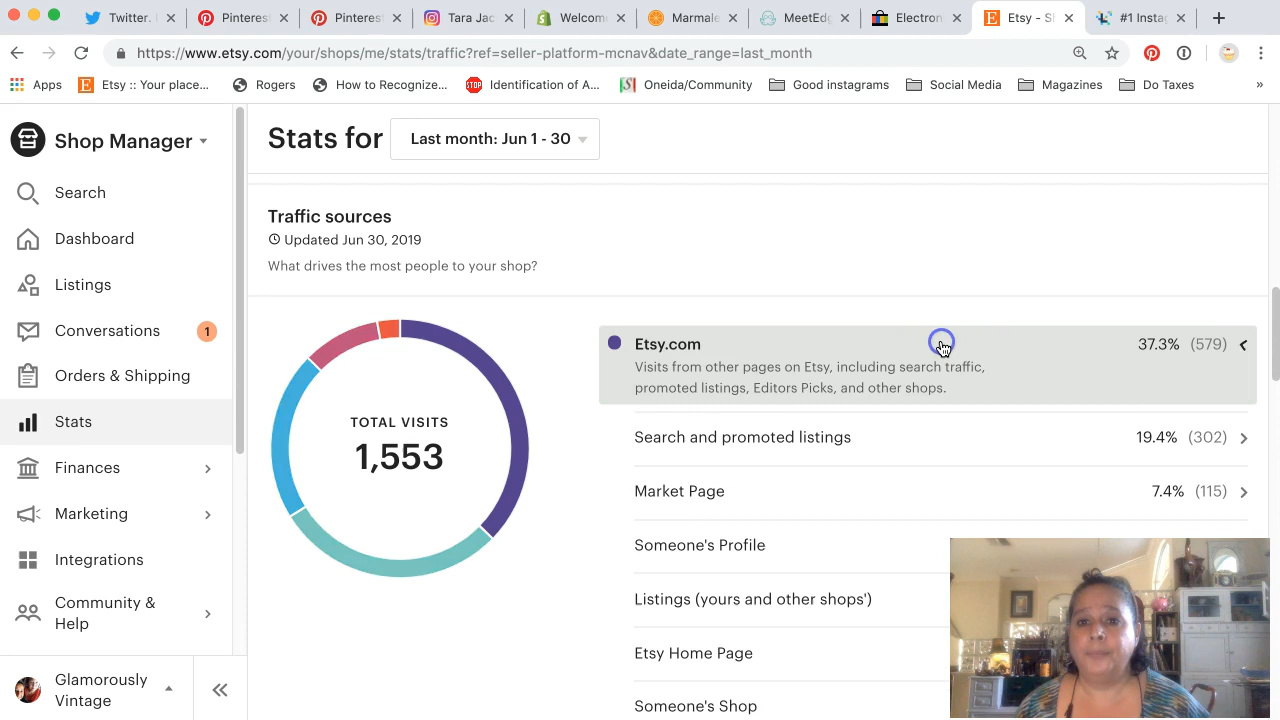 Twitter.
Pinterest
Pinterest
Tara Jac
Welcome
Marmale
MeetEdg
Electron
Etsy - S
#1 Insta
https://www.etsy.com/your/shops/me/stats/traffic?ref=seller-platform-mcnav&date_range=last_month
Apps
Etsy :: Your place...
Rogers
How to Recognize...
STOP
Identification of A...
Oneida/Community
Good instagrams
Social Media
Magazines
Do Taxes
»
Shop Manager
Search
Dashboard
Listings
Conversations
1
Orders & Shipping
Stats
Finances
Marketing
Integrations
Community &
Help
Glamorously
Vintage
Stats for
Last month: Jun 1 - 30
Traffic sources
Updated Jun 30, 2019
What drives the most people to your shop?
TOTAL VISITS
1,553
Etsy.com 37.3% (579)
Visits from other pages on Etsy, including search traffic,
promoted listings, Editors Picks, and other shops.
Search and promoted listings 19.4% (302)
Market Page 7.4% (115)
Someone's Profile
Listings (yours and other shops')
Etsy Home Page
Someone's Shop